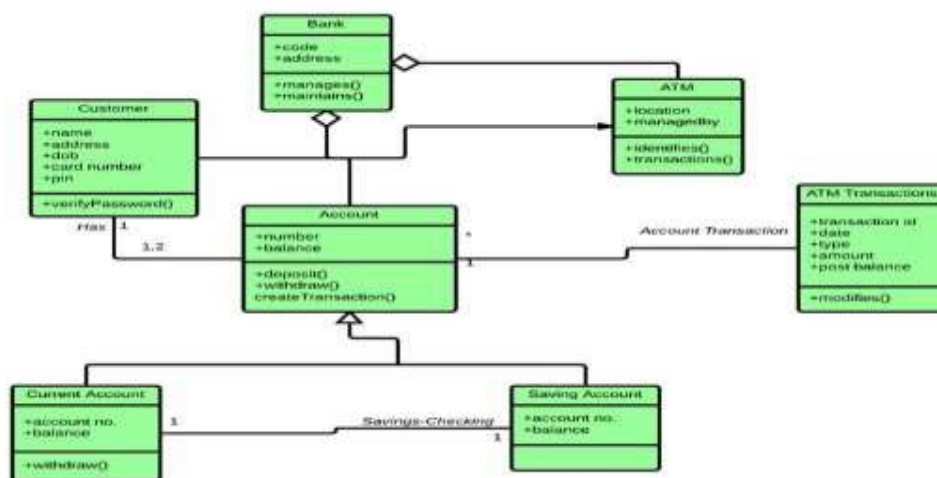 Bank
+code
+address
+manages()
+maintains()
ATM
+location
+managedby
+identifies()
+transactions()
Customer
+name
+address
+dob
+card number
+pin
+verifyPassword()
Has
1
1,2
Account
+number
+balance
+deposit()
+withdraw()
createTransaction()
*
1
Account Transaction
ATM Transactions
+transaction id
+date
+type
+amount
+post balance
+modifies()
Current Account
+account no.
+balance
+withdraw()
1
Savings-Checking
1
Saving Account
+account no.
+balance